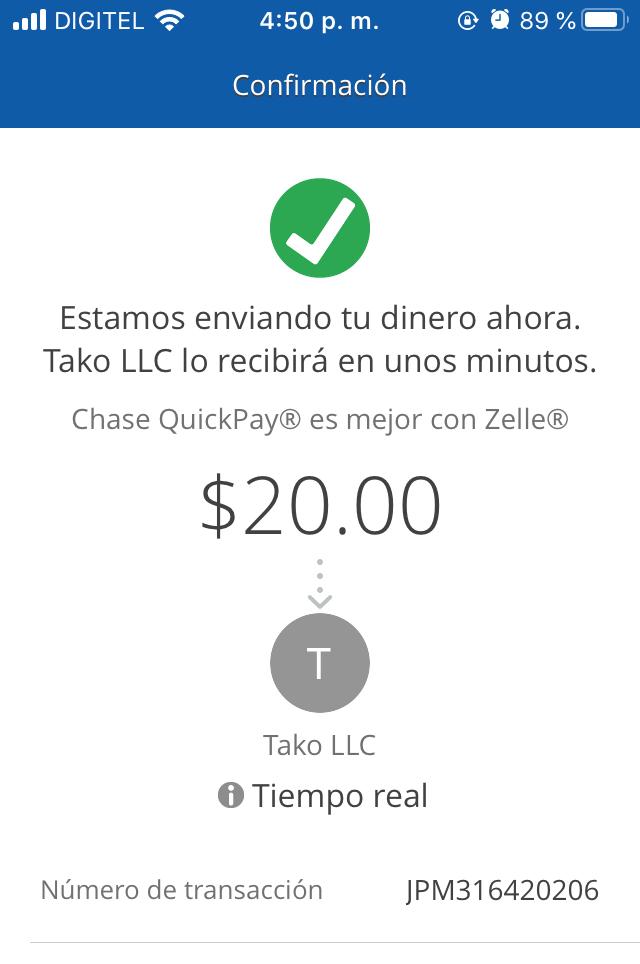 DIGITEL 4:50 p. m. 89 %
Confirmación
Estamos enviando tu dinero ahora.
Tako LLC lo recibirá en unos minutos.
Chase QuickPay® es mejor con Zelle®
$20.00
T
Tako LLC
Tiempo real
Número de transacción JPM316420206